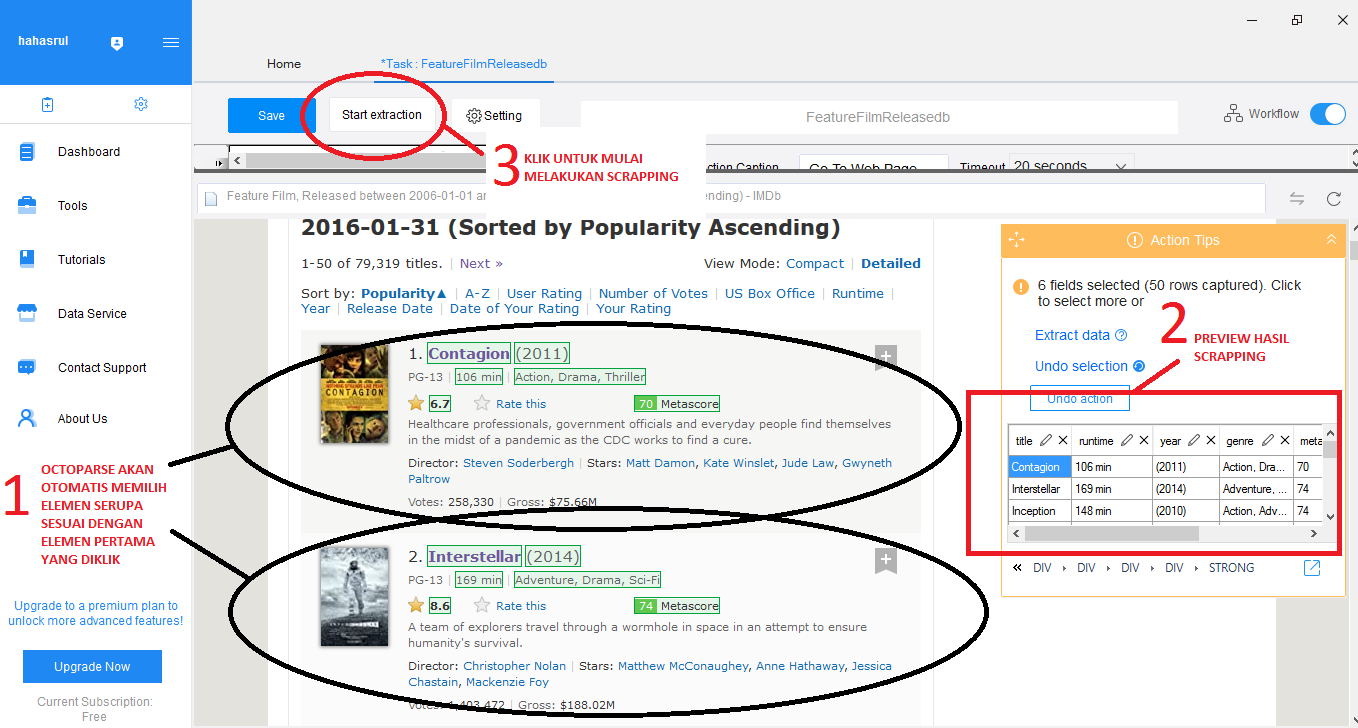 hahasrul
Home
*Task : FeatureFilmReleasedb
Save
Start extraction
Setting
FeatureFilmReleasedb
Workflow
Dashboard
Tools
Tutorials
Data Service
Contact Support
About Us
1 OCTOPARSE AKAN
OTOMATIS MEMILIH
ELEMEN SERUPA
SESUAI DENGAN
ELEMEN PERTAMA
YANG DIKLIK
Upgrade to a premium plan to
unlock more advanced features!
Upgrade Now
Current Subscription:
Free
3 KLIK UNTUK MULAI
MELAKUKAN SCRAPPING
Go To Web Page
Timeout 20 seconds
Feature Film, Released between 2006-01-01
- IMDb
2016-01-31 (Sorted by Popularity Ascending)
1-50 of 79,319 titles. | Next »
View Mode: Compact | Detailed
Sort by: Popularity▲ | A-Z | User Rating | Number of Votes | US Box Office | Runtime |
Year | Release Date | Date of Your Rating | Your Rating
1. Contagion (2011)
PG-13 | 106 min | Action, Drama, Thriller
6.7 Rate this 70 Metascore
Healthcare professionals, government officials and everyday people find themselves
in the midst of a pandemic as the CDC works to find a cure.
Director: Steven Soderbergh | Stars: Matt Damon, Kate Winslet, Jude Law, Gwyneth
Paltrow
Votes: 258,330 | Gross: $75.66M
2. Interstellar (2014)
PG-13 | 169 min | Adventure, Drama, Sci-Fi
8.6 Rate this 74 Metascore
A team of explorers travel through a wormhole in space in an attempt to ensure
humanity's survival.
Director: Christopher Nolan | Stars: Matthew McConaughey, Anne Hathaway, Jessica
Chastain, Mackenzie Foy
Votes: 1,403,472 | Gross: $188.02M
CONTAGION
Action Tips
6 fields selected (50 rows captured). Click
to select more or
Extract data
Undo selection
Undo action
2 PREVIEW HASIL
SCRAPPING
title runtime year genre meta
Contagion 106 min (2011) Action, Dra... 70
Interstellar 169 min (2014) Adventure, ... 74
Inception 148 min (2010) Action, Adv... 74
DIV DIV DIV DIV STRONG